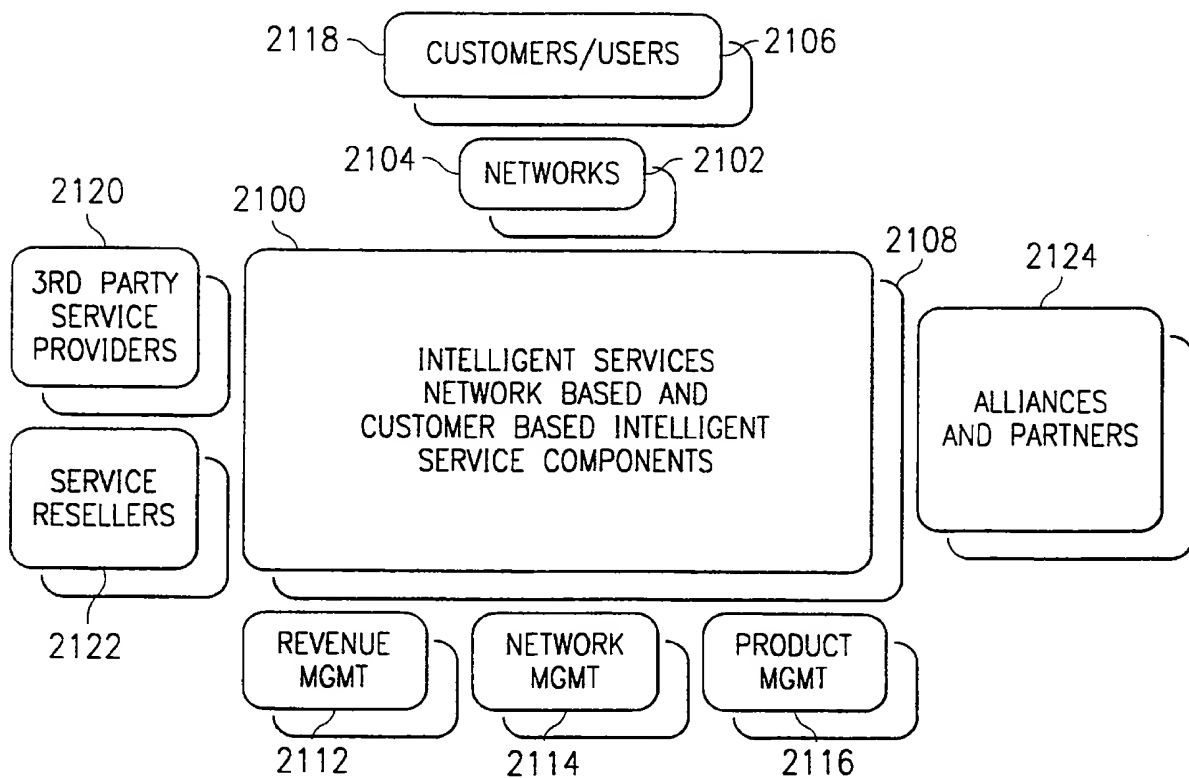 2118
CUSTOMERS/USERS
2106
2104
NETWORKS
2102
2120
2100
2108
2124
3RD PARTY
SERVICE
PROVIDERS
INTELLIGENT SERVICES
NETWORK BASED AND
CUSTOMER BASED INTELLIGENT
SERVICE COMPONENTS
ALLIANCES
AND PARTNERS
SERVICE
RESELLERS
2122
REVENUE
MGMT
NETWORK
MGMT
PRODUCT
MGMT
2112
2114
2116